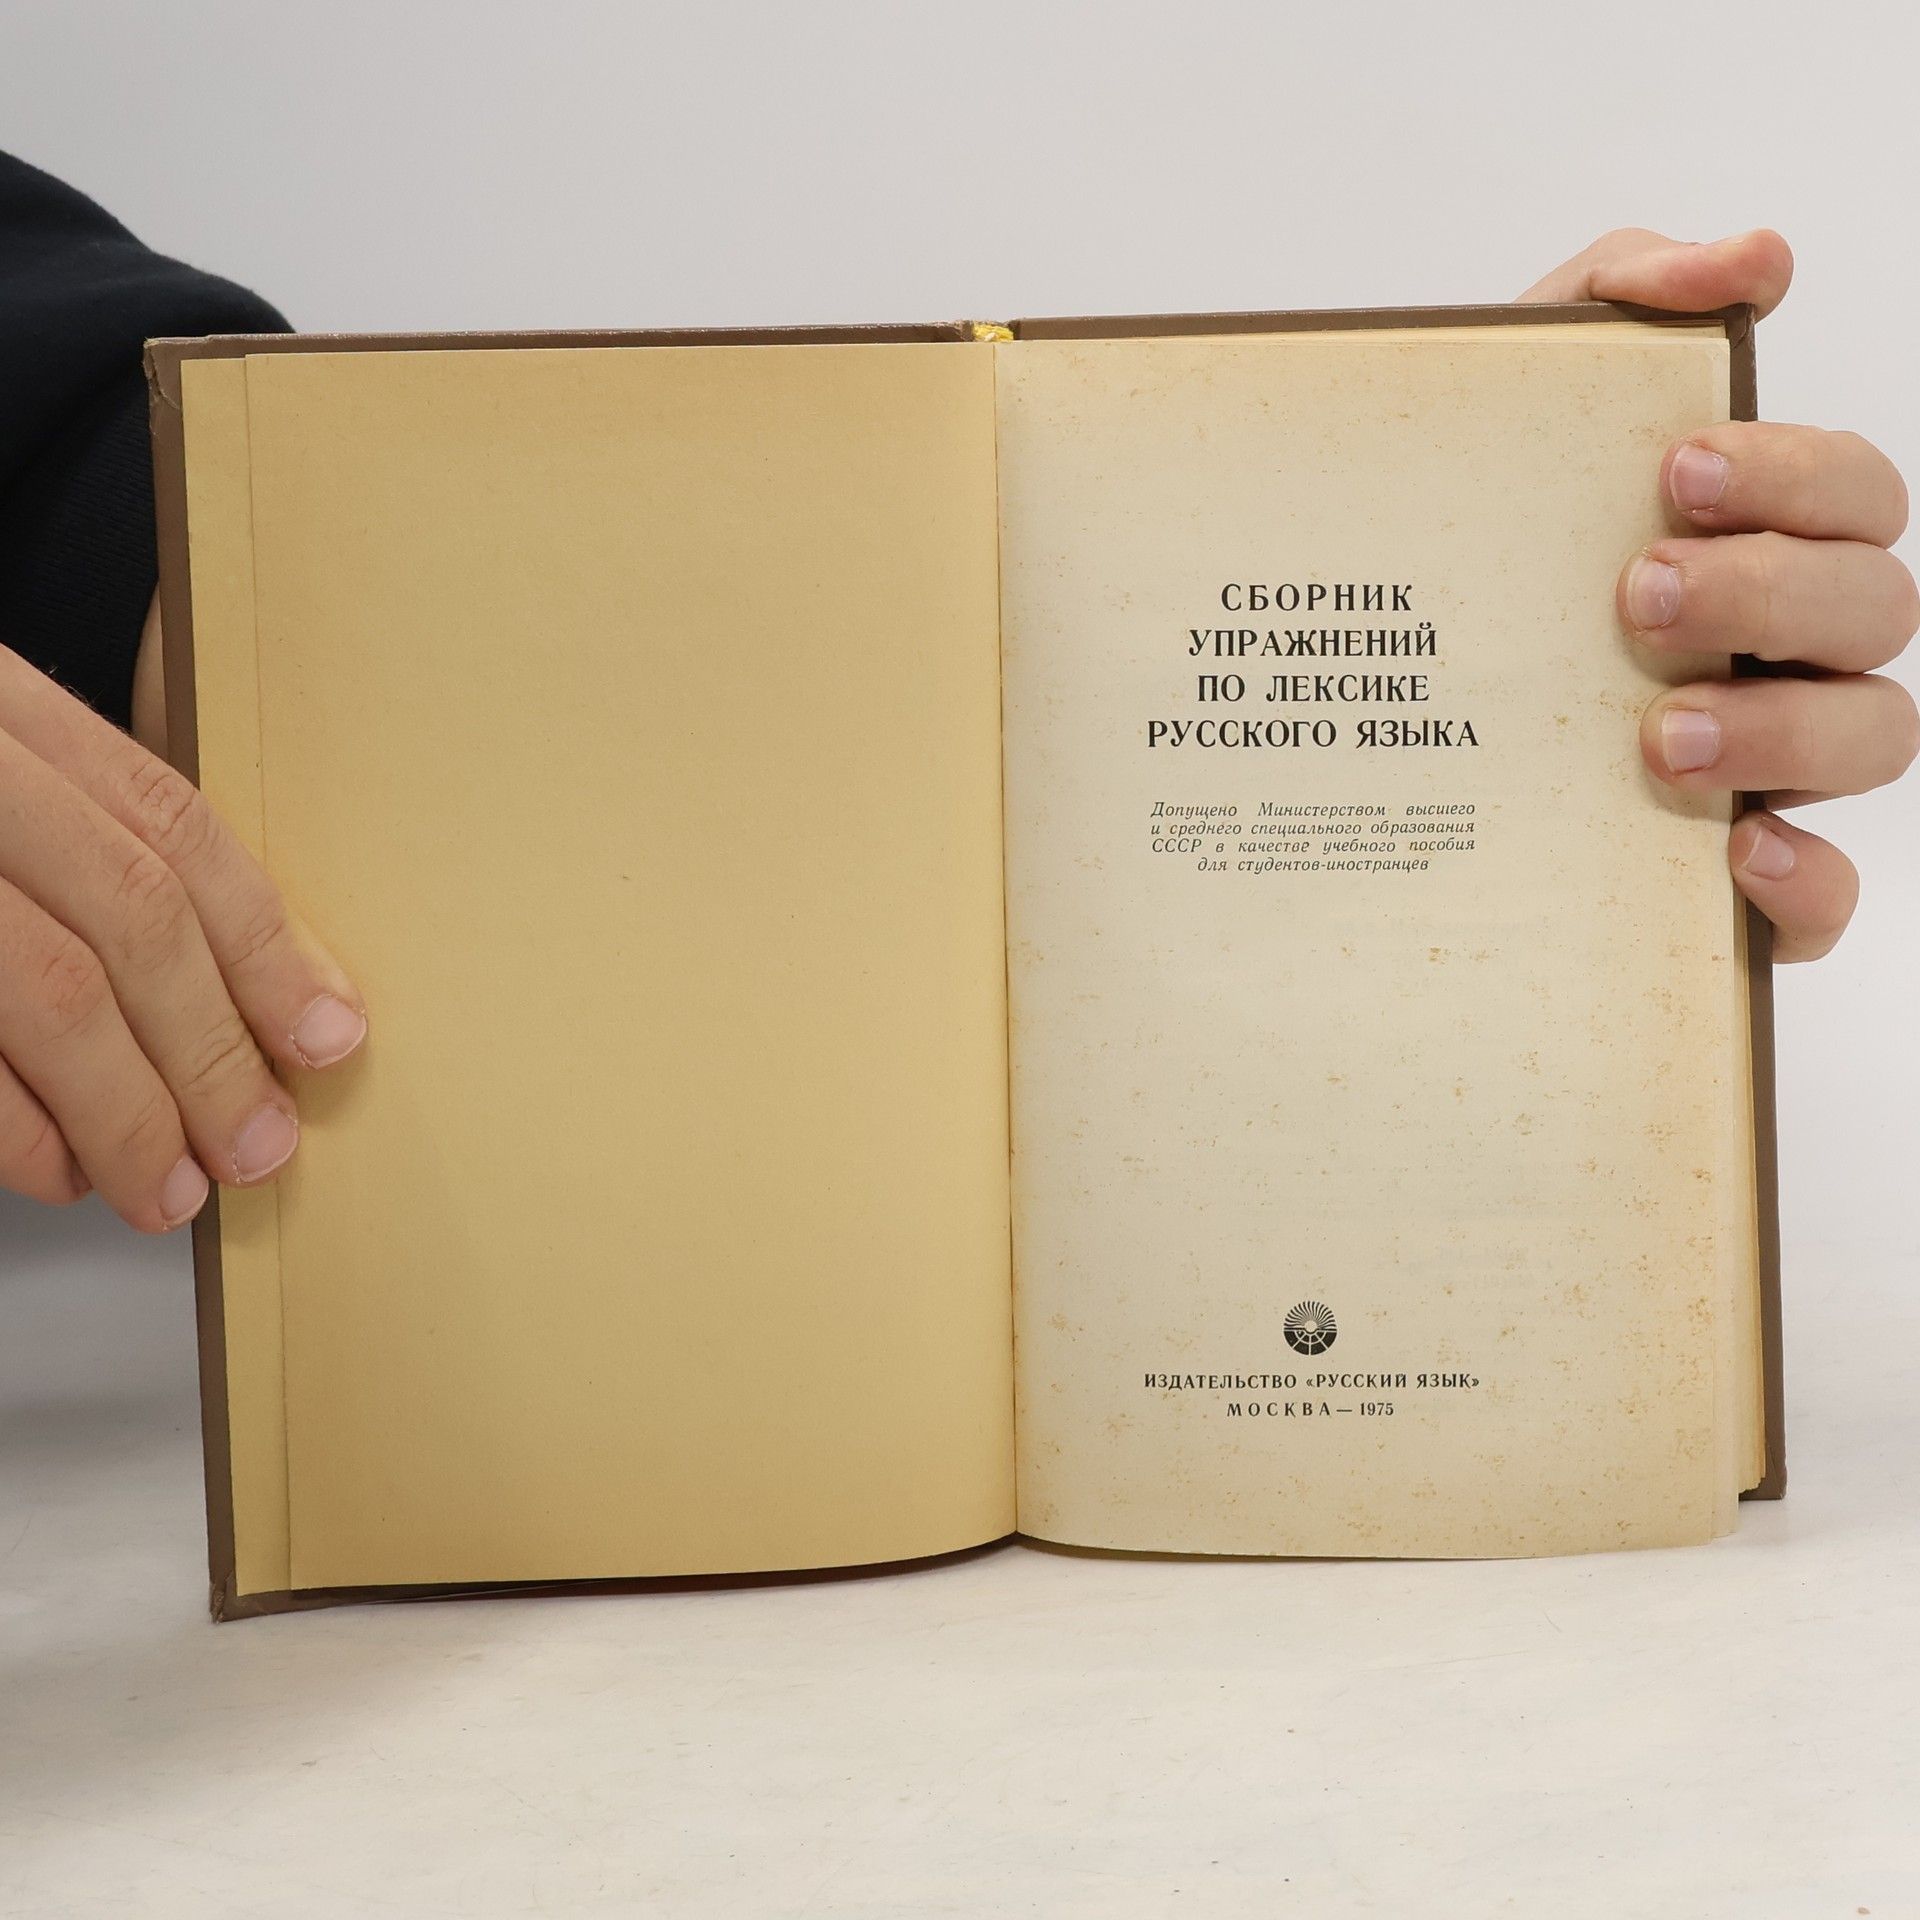 СБОРНИК
УПРАЖНЕНИЙ
ПО ЛЕКСИКЕ
РУССКОГО ЯЗЫКА
Допущено Министерством высшего
и среднего специального образования
СССР в качестве учебного пособия
для студентов-иностранцев
ИЗДАТЕЛЬСТВО «РУССКИЙ ЯЗЫК»
МОСКВА — 1975